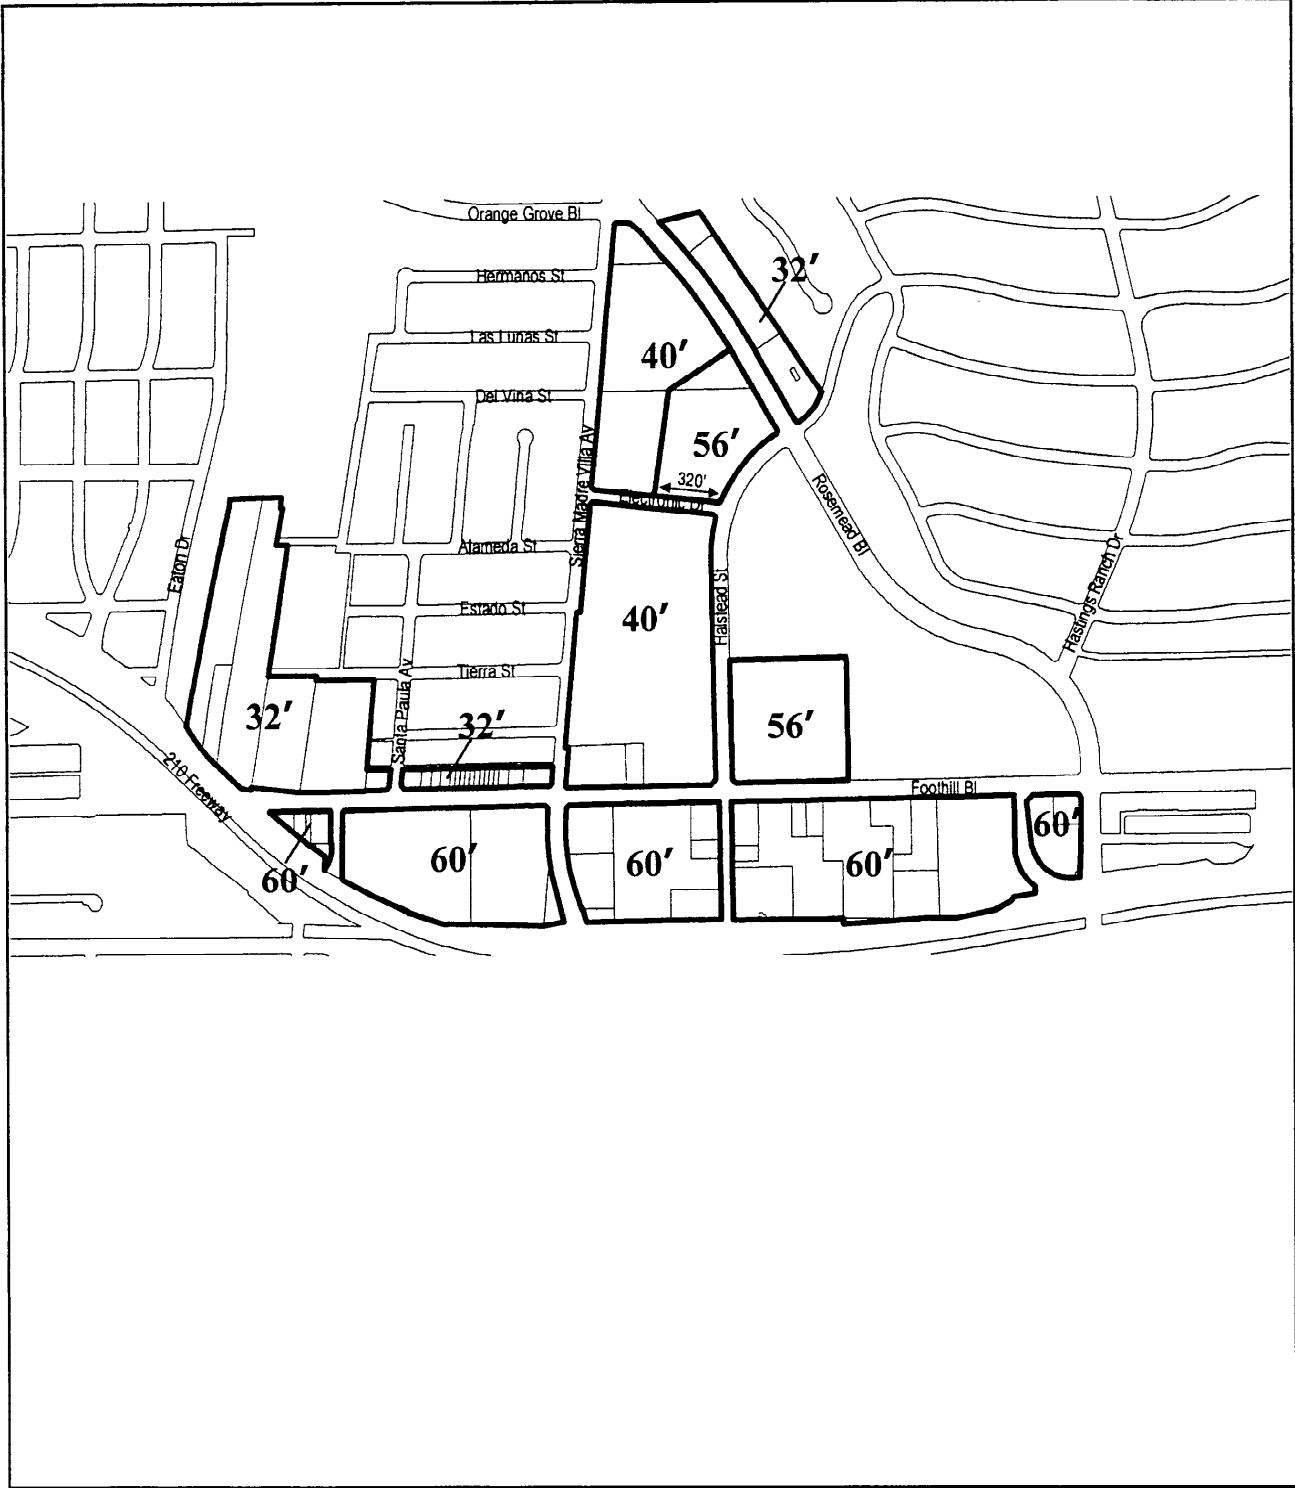 Orange Grove Bl
Hermanos St
32′
Las Lunas St
40′
Del Vina St
56′
Sierra Madre Villa Av
320′
Electronic Dr
Rosemead Bl
Alameda St
Eaton Dr
Hastings Ranch Dr
Estado St
40′
Halstead St
Tierra St
Santa Paula Av
32′
32′
56′
210 Freeway
Foothill Bl
60′
60′
60′
60′
60′